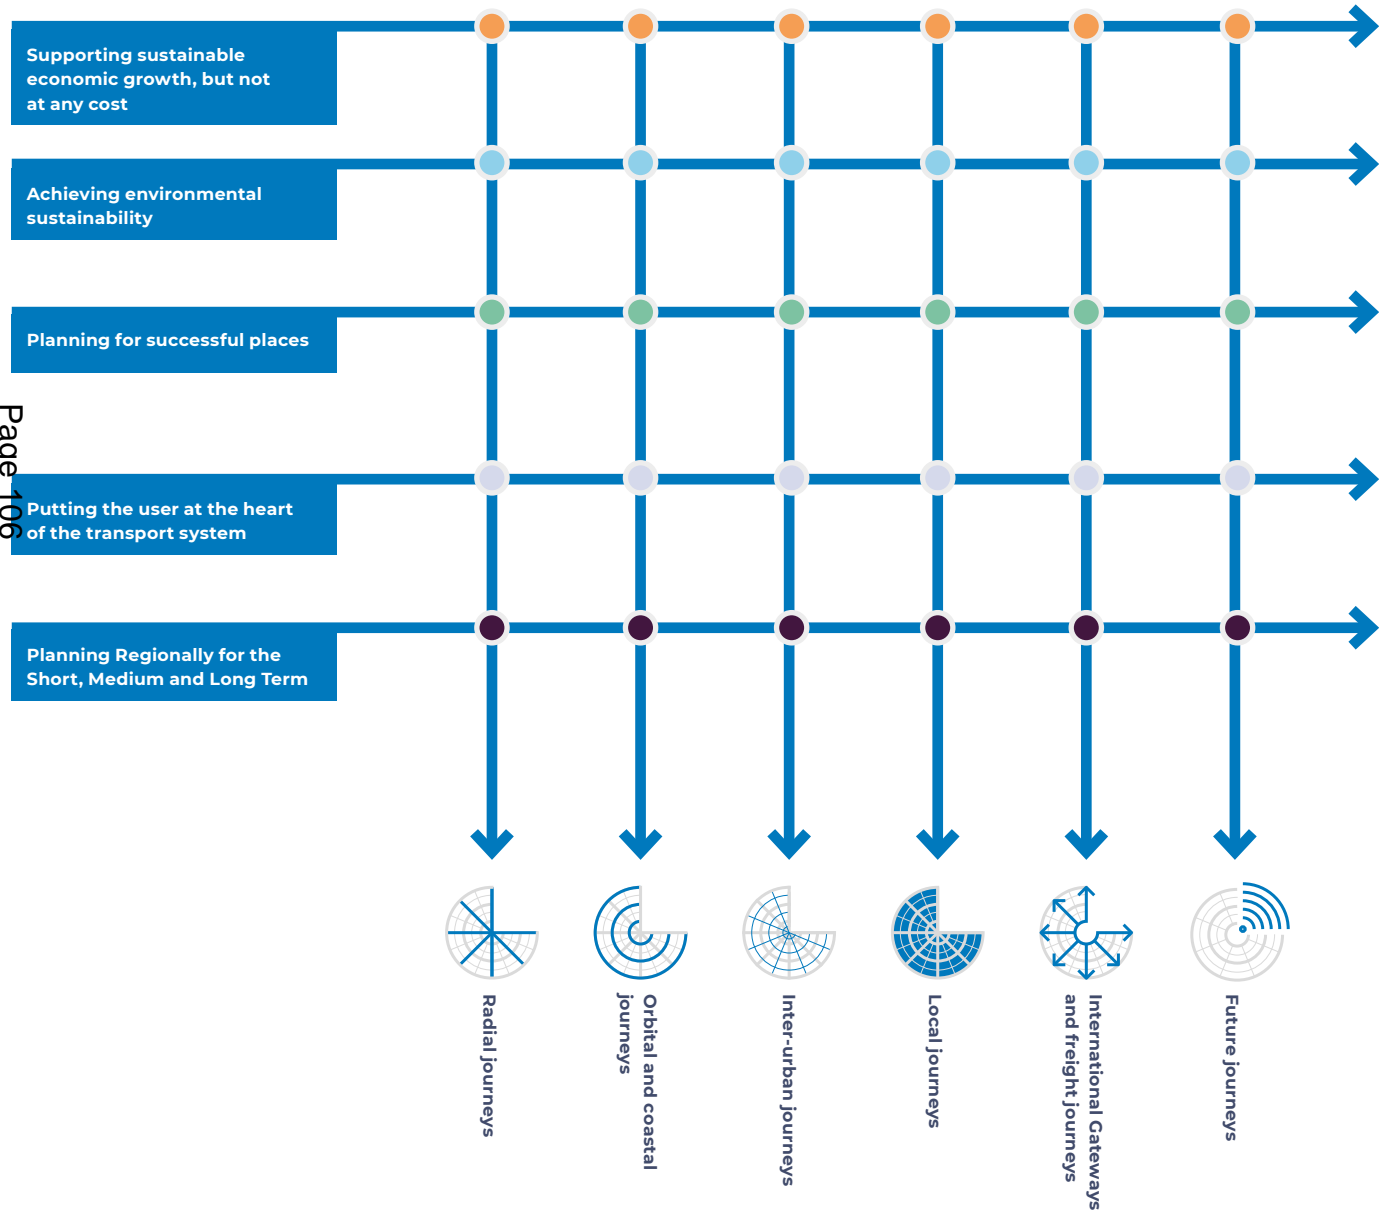 Supporting sustainable
economic growth, but not
at any cost
Achieving environmental
sustainability
Planning for successful places
Page 106
Putting the user at the heart
of the transport system
Planning Regionally for the
Short, Medium and Long Term
Radial journeys
Orbital and coastal
journeys
Inter-urban journeys
Local journeys
International Gateways
and freight journeys
Future journeys